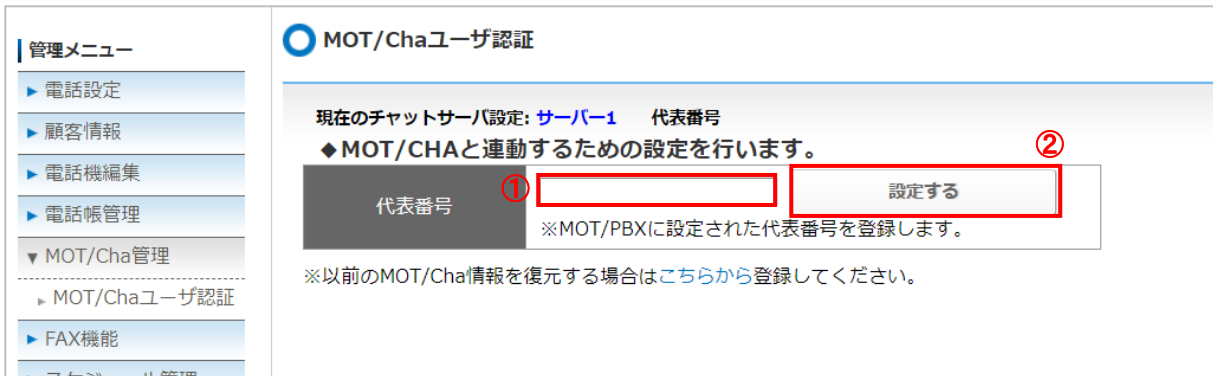 管理メニュー
電話設定
顧客情報
電話機編集
電話帳管理
MOT/Cha管理
MOT/Chaユーザ認証
FAX機能
MOT/Chaユーザ認証
現在のチャットサーバ設定: サーバー1 代表番号
◆MOT/CHAと連動するための設定を行います。
②
代表番号 ① 設定する
※MOT/PBXに設定された代表番号を登録します。
※以前のMOT/Cha情報を復元する場合はこちらから登録してください。